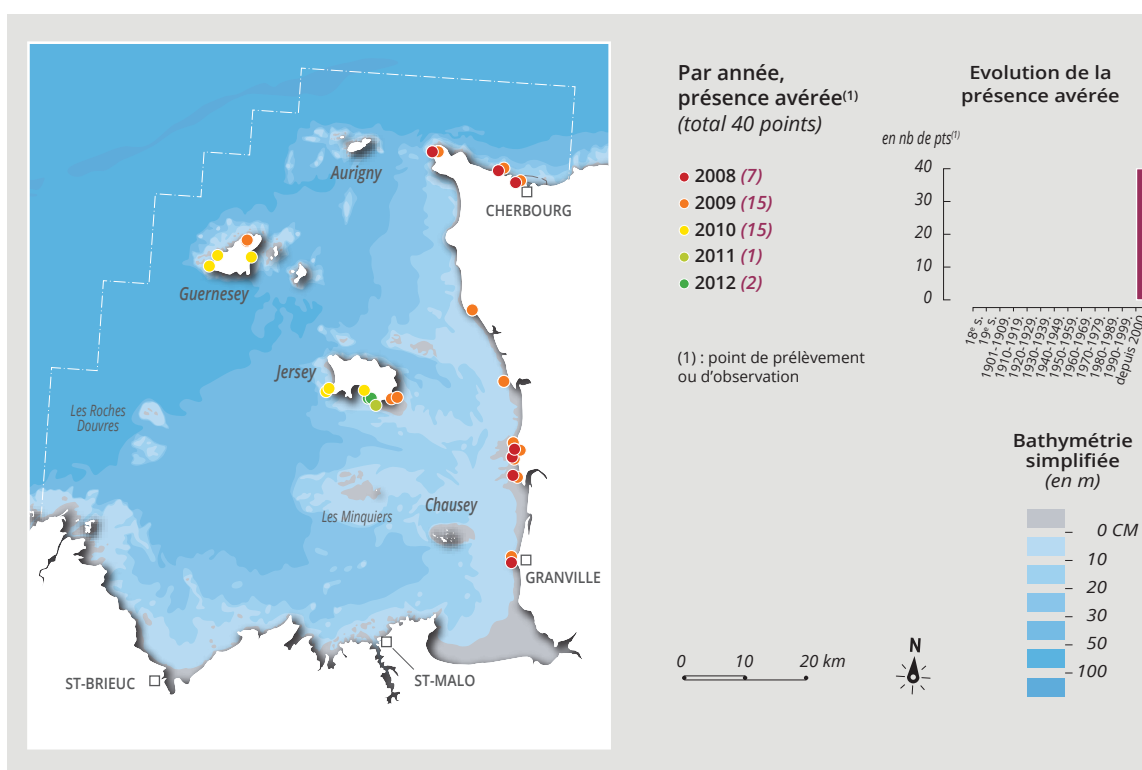 Aurigny
CHERBOURG
Guernesey
Jersey
Les Roches
Douvres
Les Minquiers
Chausey
GRANVILLE
ST-BRIEUC
ST-MALO
Par année,
présence avérée(1)
(total 40 points)
2008 (7)
2009 (15)
2010 (15)
2011 (1)
2012 (2)
(1) : point de prélèvement
ou d'observation
0 10 20 km
N
Evolution de la
présence avérée
en nb de pts(1)
40
30
20
10
0
18e s.
19e s.
1901-1909.
1910-1919.
1920-1929.
1930-1939.
1940-1949.
1950-1959.
1960-1969.
1970-1979.
1980-1989.
1990-1999.
depuis 2000
Bathymétrie
simplifiée
(en m)
0 CM
10
20
30
50
100